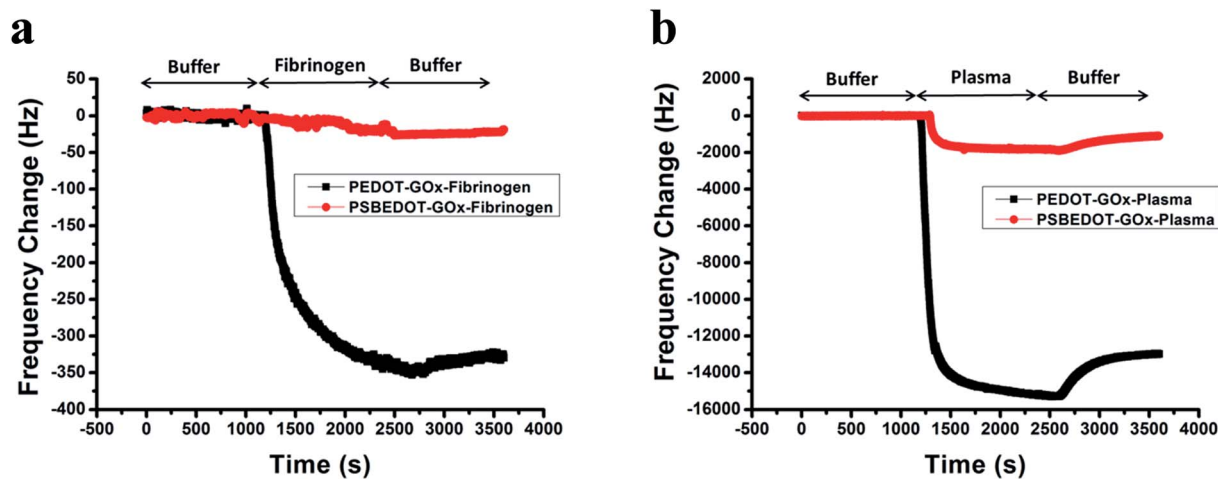 a
Buffer Fibrinogen Buffer
50
0
-50
-100
-150
-200
-250
-300
-350
-400
Frequency Change (Hz)
PEDOT-GOx-Fibrinogen
PSBEDOT-GOx-Fibrinogen
-500 0 500 1000 1500 2000 2500 3000 3500 4000
Time (s)
b
Buffer Plasma Buffer
2000
0
-2000
-4000
-6000
-8000
-10000
-12000
-14000
-16000
Frequency Change (Hz)
PEDOT-GOx-Plasma
PSBEDOT-GOx-Plasma
-500 0 500 1000 1500 2000 2500 3000 3500 4000
Time (s)